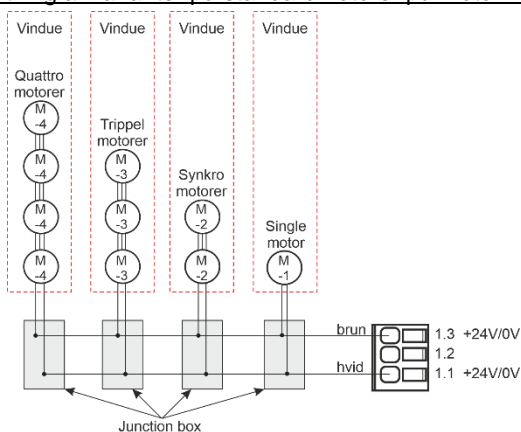 Vindue
Vindue
Vindue
Vindue
Quattro
motorer
M
-4
M
-4
M
-4
M
-4
Trippel
motorer
M
-3
M
-3
M
-3
Synkro
motorer
M
-2
M
-2
Single
motor
M
-1
brun
1.3 +24V/0V
1.2
hvid
1.1 +24V/0V
Junction box